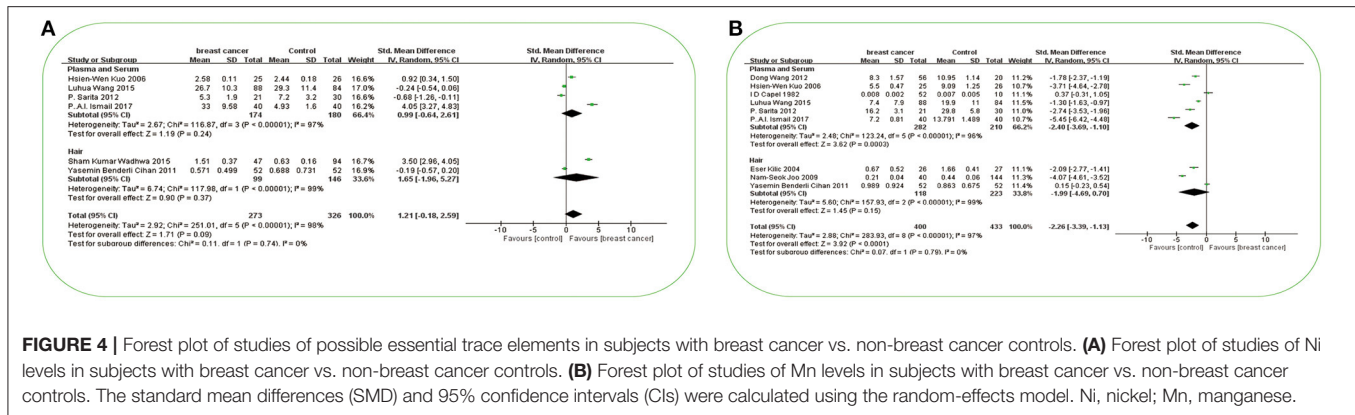 A
breast cancer Control Std. Mean Difference Std. Mean Difference
Study or Subgroup Mean SD Total Mean SD Total Weight IV, Random, 95% CI IV, Random, 95% CI
Plasma and Serum
Hsien-Wen Kuo 2006 2.58 0.11 25 2.44 0.18 26 16.6% 0.92 [0.34, 1.50]
Luhua Wang 2015 26.7 10.3 88 29.3 11.4 84 17.0% -0.24 [-0.54, 0.06]
P. Sarita 2012 5.3 1.9 21 7.2 3.2 30 16.6% -0.68 [-1.26, -0.11]
P. A.I. Ismail 2017 33 9.58 40 4.93 1.6 40 16.2% 4.05 [3.27, 4.83]
Subtotal (95% CI) 174 180 66.4% 0.99 [-0.64, 2.61]
Heterogeneity: Tau² = 2.67; Chi² = 116.87, df = 3 (P < 0.00001); I² = 97%
Test for overall effect: Z = 1.19 (P = 0.24)
Hair
Sham Kumar Wadhwa 2015 1.51 0.37 47 0.63 0.16 94 16.7% 3.50 [2.96, 4.05]
Yasemin Benderli Cihan 2011 0.571 0.499 52 0.688 0.731 52 16.9% -0.19 [-0.57, 0.20]
Subtotal (95% CI) 99 146 33.6% 1.65 [-1.96, 5.27]
Heterogeneity: Tau² = 6.74; Chi² = 117.98, df = 1 (P < 0.00001); I² = 99%
Test for overall effect: Z = 0.90 (P = 0.37)
Total (95% CI) 273 326 100.0% 1.21 [-0.18, 2.59]
Heterogeneity: Tau² = 2.92; Chi² = 251.01, df = 5 (P < 0.00001); I² = 98%
Test for overall effect: Z = 1.71 (P = 0.09)
Test for subgroup differences: Chi² = 0.11, df = 1 (P = 0.74), I² = 0%
-10 -5 0 5 10
Favours [control] Favours [breast cancer]
B
breast cancer Control Std. Mean Difference Std. Mean Difference
Study or Subgroup Mean SD Total Mean SD Total Weight IV, Random, 95% CI IV, Random, 95% CI
Plasma and Serum
Dong Wang 2012 8.3 1.57 56 10.95 1.14 20 11.2% -1.78 [-2.37, -1.19]
Hsien-Wen Kuo 2006 5.5 0.47 25 9.09 1.25 26 10.9% -3.71 [-4.64, -2.78]
I D Capel 1982 0.008 0.002 52 0.007 0.005 10 11.1% 0.37 [-0.31, 1.05]
Luhua Wang 2015 7.4 7.9 88 19.9 11 84 11.4% -1.30 [-1.63, -0.97]
P. Sarita 2012 16.2 3.1 21 29.8 5.8 30 11.0% -2.74 [-3.53, -1.96]
P. A.I. Ismail 2017 7.2 0.81 40 13.791 1.489 40 10.7% -5.45 [-6.42, -4.48]
Subtotal (95% CI) 282 210 66.2% -2.40 [-3.69, -1.10]
Heterogeneity: Tau² = 2.48; Chi² = 123.24, df = 5 (P < 0.00001); I² = 96%
Test for overall effect: Z = 3.62 (P = 0.0003)
Hair
Eser Kilic 2004 0.67 0.52 26 1.66 0.41 27 11.1% -2.09 [-2.77, -1.41]
Nam-Seok Joo 2009 0.21 0.04 40 0.44 0.06 144 11.3% -4.07 [-4.61, -3.52]
Yasemin Benderli Cihan 2011 0.989 0.924 52 0.863 0.675 52 11.4% 0.15 [-0.23, 0.54]
Subtotal (95% CI) 118 223 33.8% -1.99 [-4.69, 0.70]
Heterogeneity: Tau² = 5.60; Chi² = 157.93, df = 2 (P < 0.00001); I² = 99%
Test for overall effect: Z = 1.45 (P = 0.15)
Total (95% CI) 400 433 100.0% -2.26 [-3.39, -1.13]
Heterogeneity: Tau² = 2.88; Chi² = 283.93, df = 8 (P < 0.00001); I² = 97%
Test for overall effect: Z = 3.92 (P < 0.0001)
Test for subgroup differences: Chi² = 0.07, df = 1 (P = 0.79), I² = 0%
-10 -5 0 5 10
Favours [control] Favours [breast cancer]
FIGURE 4 | Forest plot of studies of possible essential trace elements in subjects with breast cancer vs. non-breast cancer controls. (A) Forest plot of studies of Ni
levels in subjects with breast cancer vs. non-breast cancer controls. (B) Forest plot of studies of Mn levels in subjects with breast cancer vs. non-breast cancer
controls. The standard mean differences (SMD) and 95% confidence intervals (CIs) were calculated using the random-effects model. Ni, nickel; Mn, manganese.